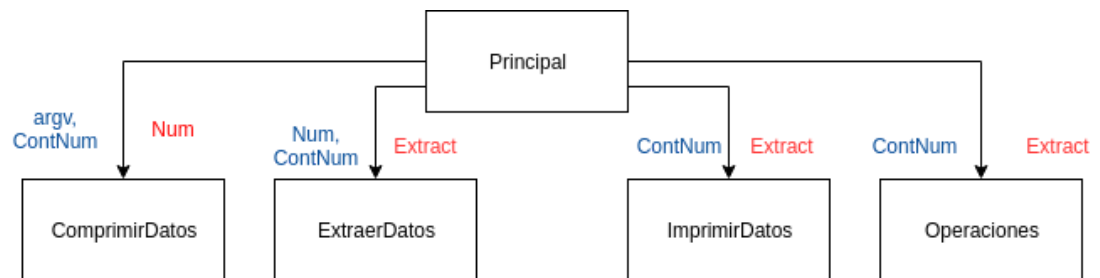 Principal
argv,
ContNum
Num
Num,
ContNum
Extract
ContNum
Extract
ContNum
Extract
ComprimirDatos
ExtraerDatos
ImprimirDatos
Operaciones